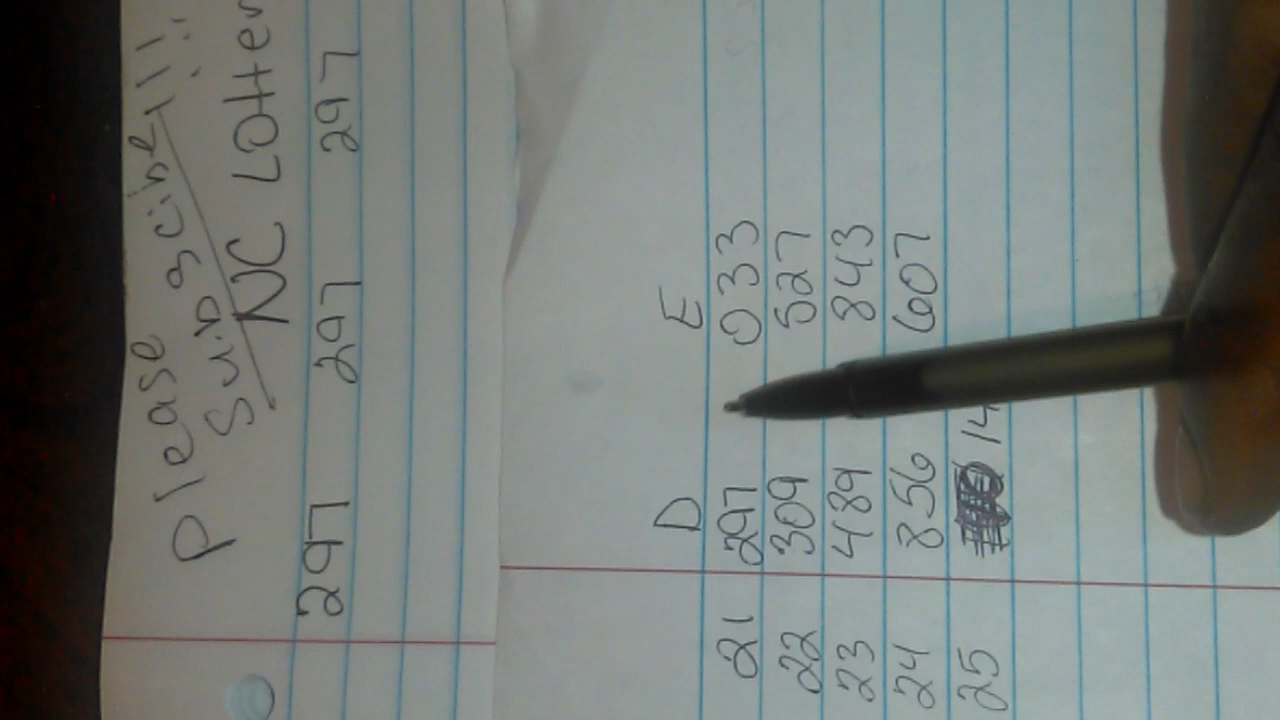 Please
Subscribe!!!
NC LOtter
297 297 297
D E
21 297 033
22 309 527
23 489 843
24 856 607
25 14